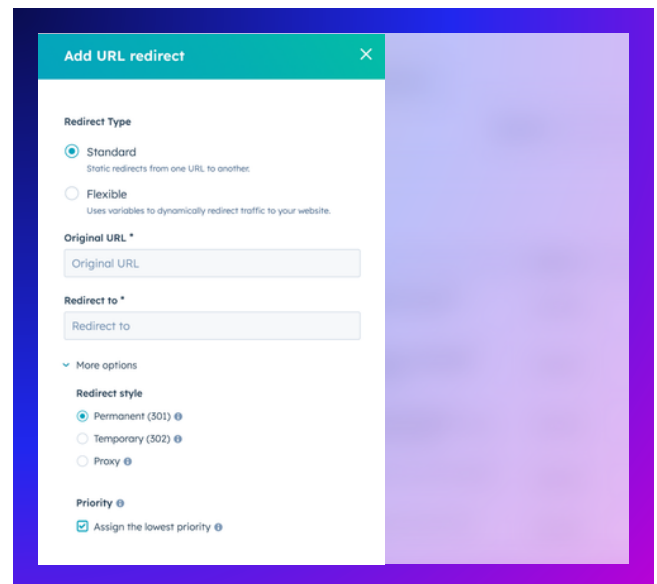 Add URL redirect
Redirect Type
Standard
Static redirects from one URL to another.
Flexible
Uses variables to dynamically redirect traffic to your website.
Original URL *
Original URL
Redirect to *
Redirect to
More options
Redirect style
Permanent (301)
Temporary (302)
Proxy
Priority
Assign the lowest priority